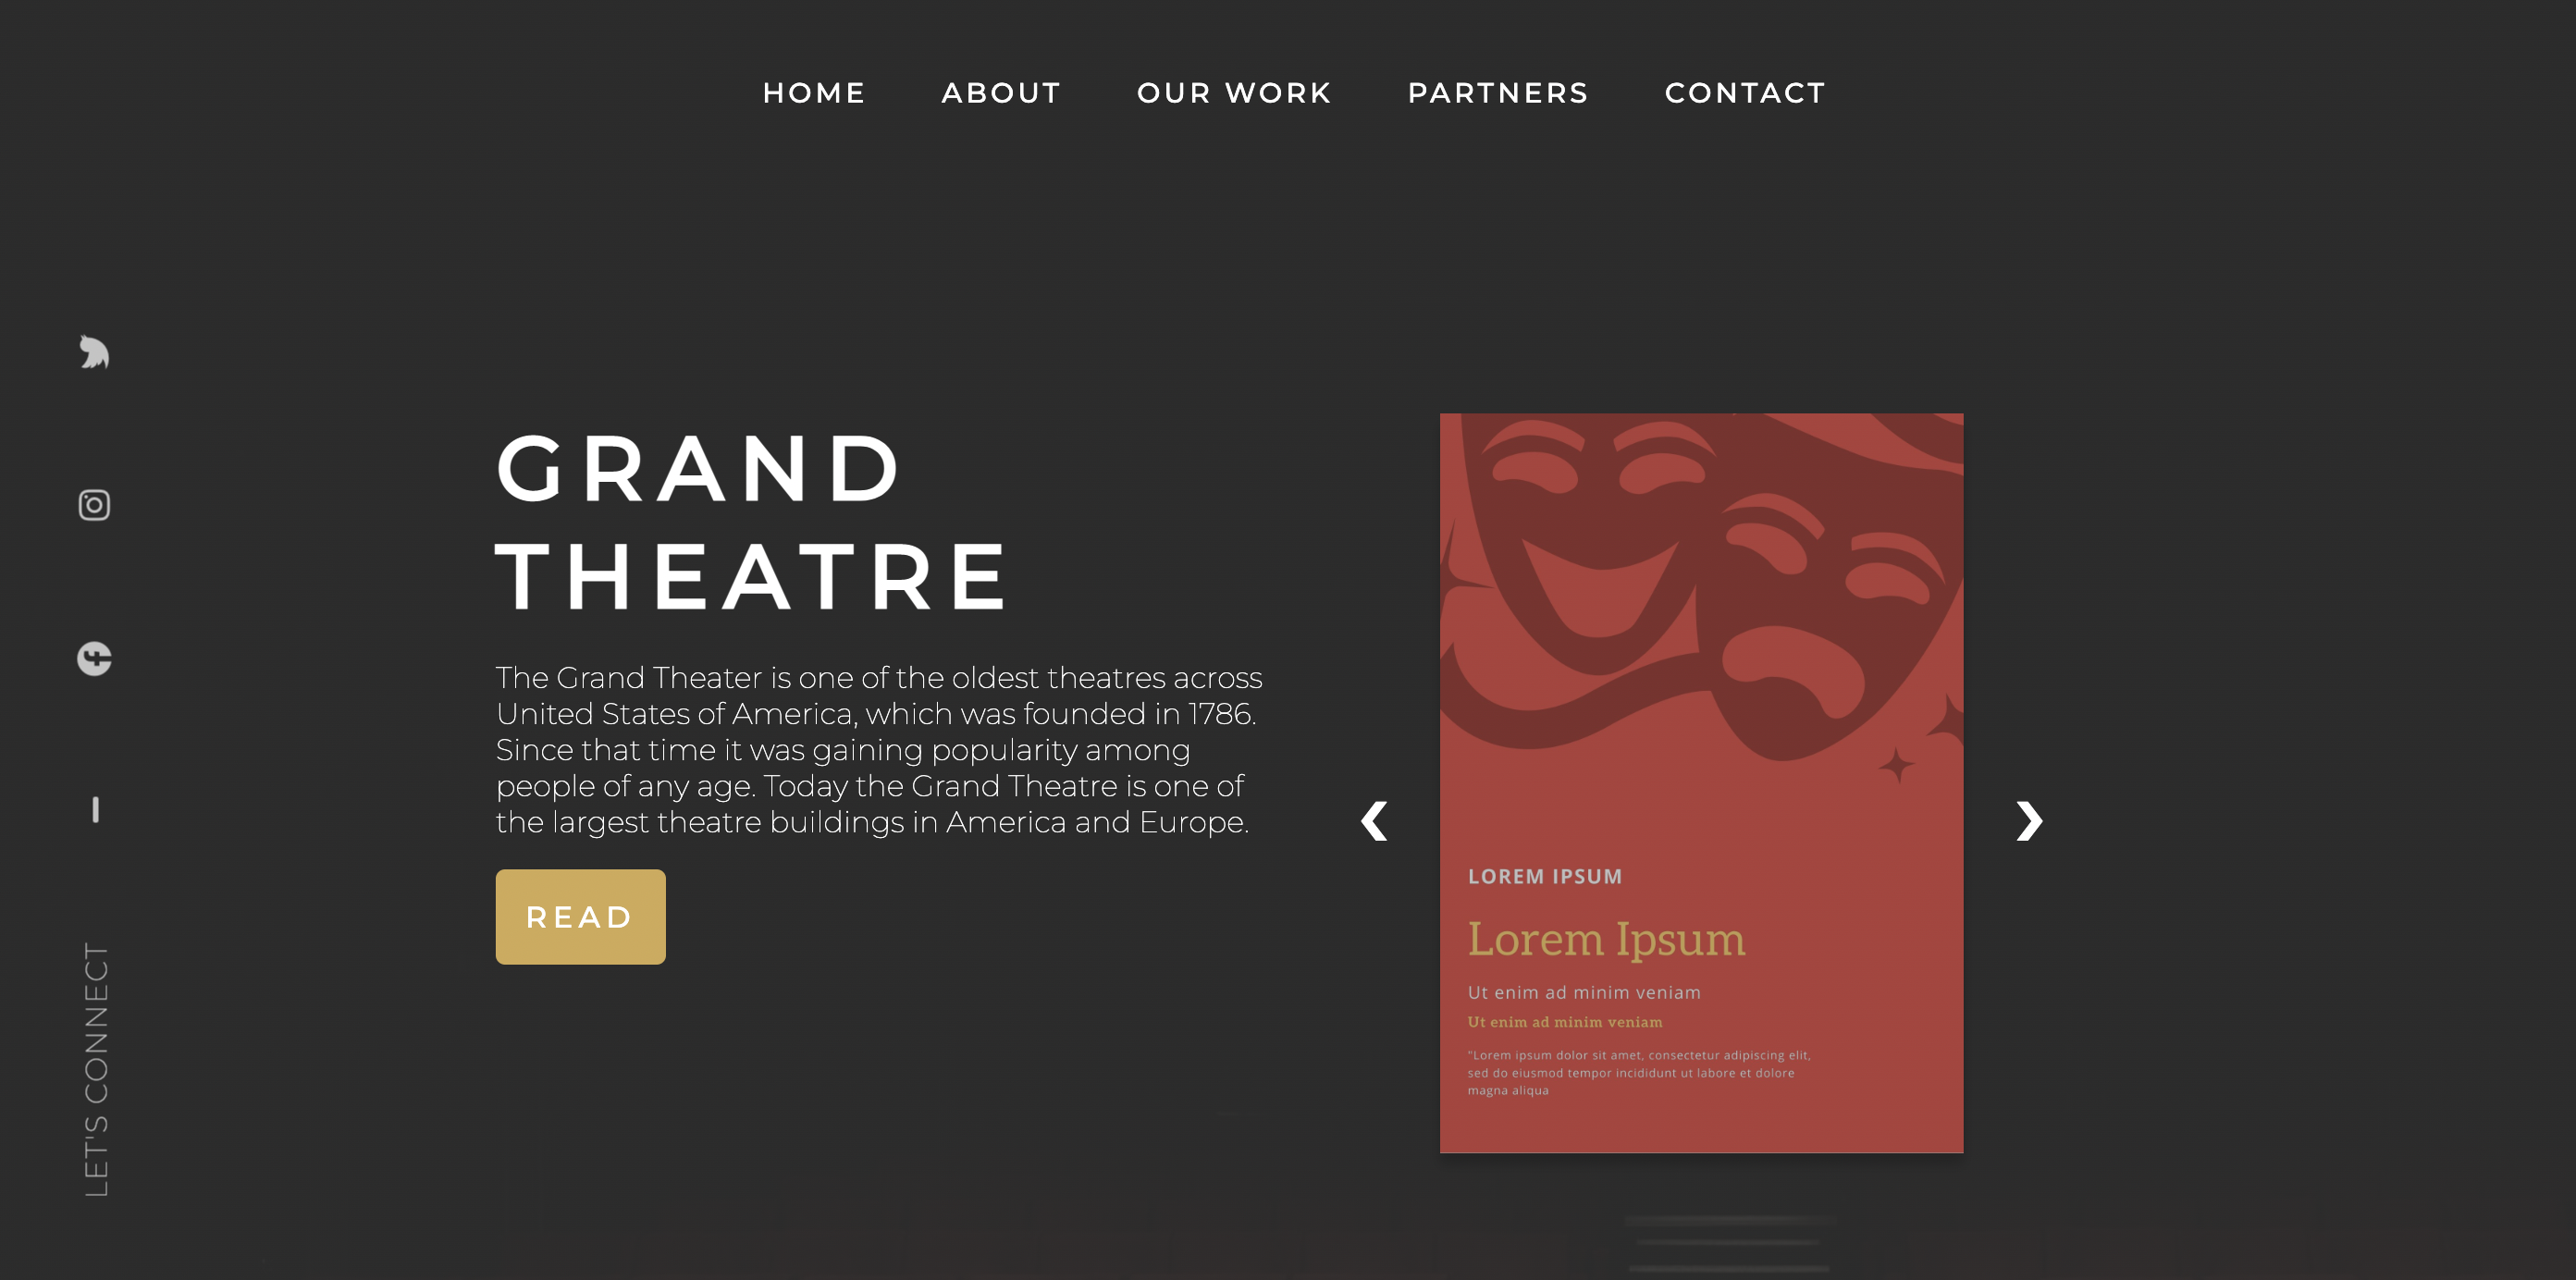 HOME ABOUT OUR WORK PARTNERS CONTACT
GRAND
THEATRE
The Grand Theater is one of the oldest theatres across
United States of America, which was founded in 1786.
Since that time it was gaining popularity among
people of any age. Today the Grand Theatre is one of
the largest theatre buildings in America and Europe.
READ
LET'S CONNECT
LOREM IPSUM
Lorem Ipsum
Ut enim ad minim veniam
Ut enim ad minim veniam
"Lorem ipsum dolor sit amet, consectetur adipiscing elit,
sed do eiusmod tempor incididunt ut labore et dolore
magna aliqua